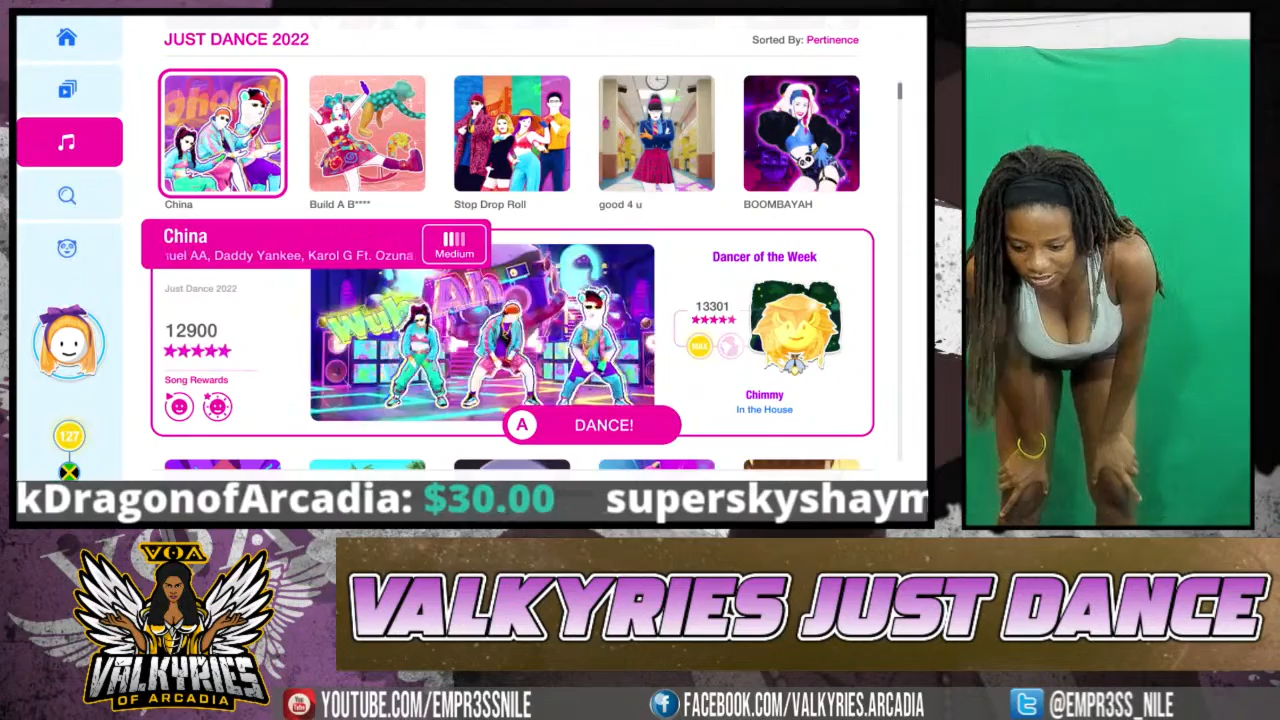 JUST DANCE 2022
Sorted By: Pertinence
China
Build A B****
Stop Drop Roll
good 4 u
BOOMBAYAH
China
uel AA, Daddy Yankee, Karol G Ft. Ozuna
Medium
Just Dance 2022
12900
Song Rewards
Wub Ah
Dancer of the Week
13301
MAX
Chimmy
In the House
A DANCE!
127
kDragonofArcadia: $30.00 superskyshaym
VOA
VALKYRIES
OF ARCADIA
VALKYRIES JUST DANCE
YOUTUBE.COM/EMPR3SSNILE
FACEBOOK.COM/VALKYRIES.ARCADIA
@EMPR3SS_NILE